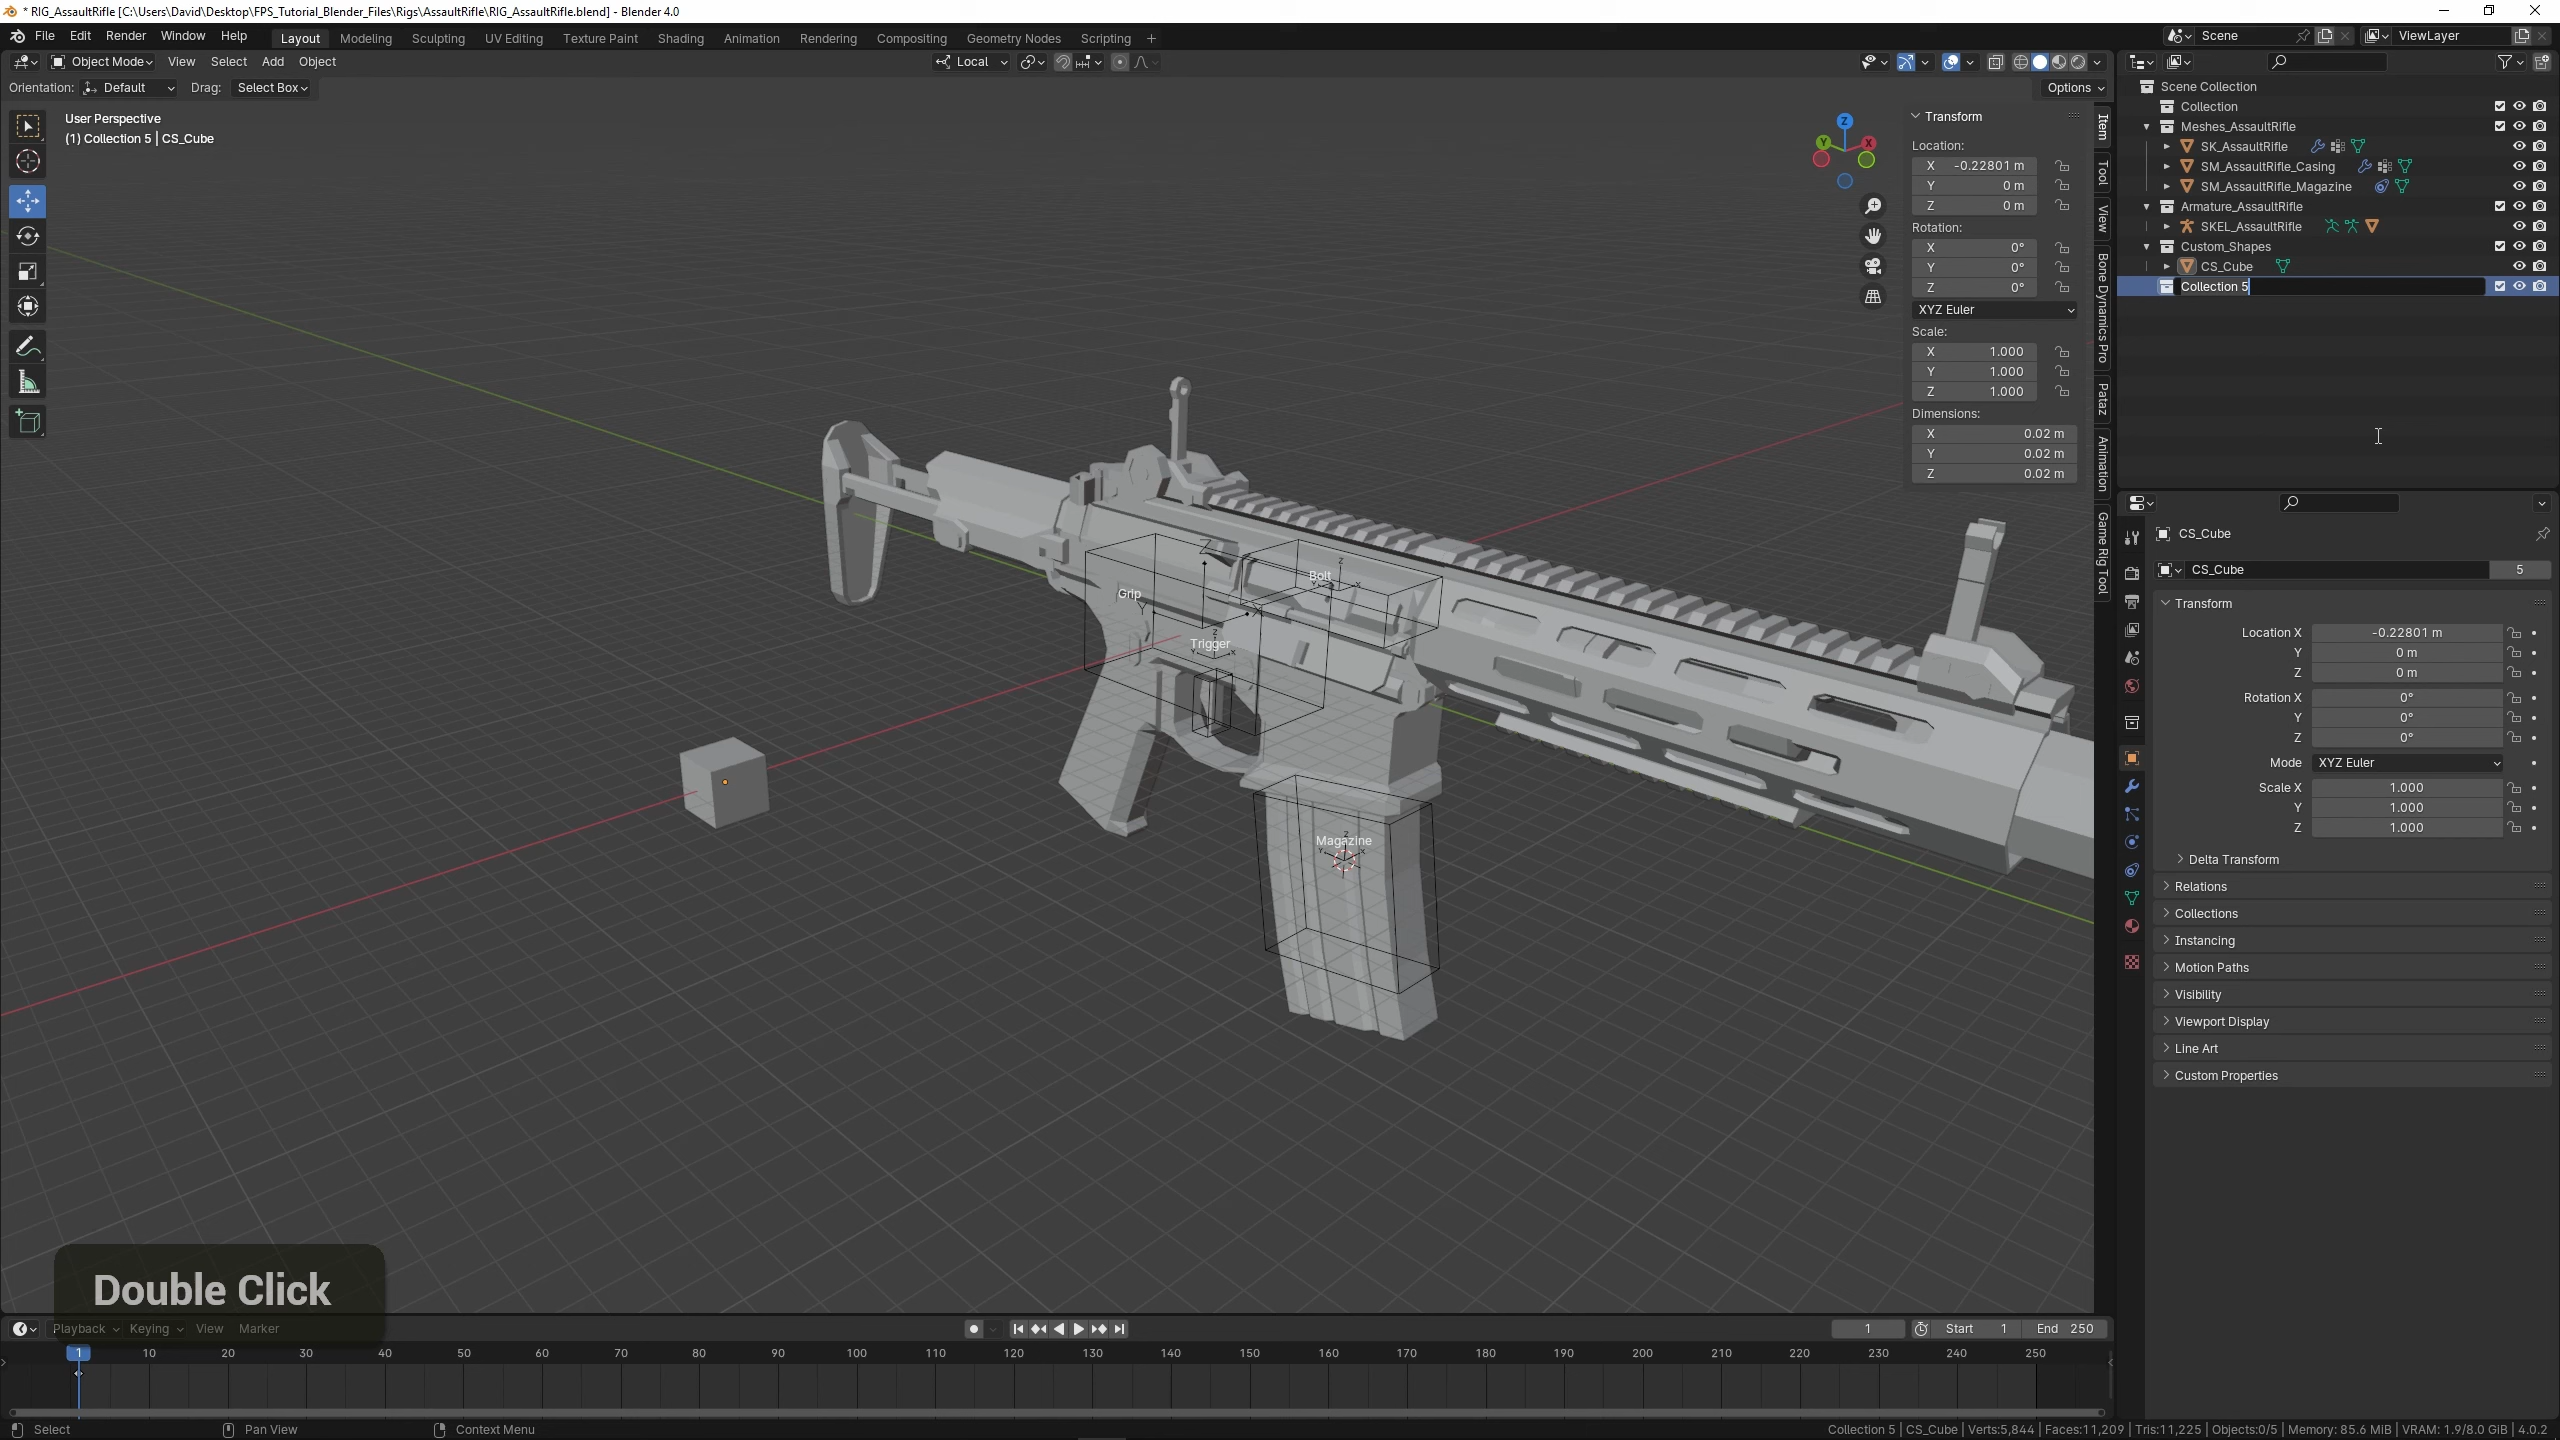 * RIG_AssaultRifle [C:\Users\David\Desktop\FPS_Tutorial_Blender_Files\Rigs\AssaultRifle\RIG_AssaultRifle.blend] - Blender 4.0
File Edit Render Window Help Layout Modeling Sculpting UV Editing Texture Paint Shading Animation Rendering Compositing Geometry Nodes Scripting + Scene ViewLayer
Object Mode View Select Add Object Local
Orientation: Default Drag: Select Box Options
User Perspective
(1) Collection 5 | CS_Cube
Z
Y
X
Transform
Location:
X -0.22801 m
Y 0 m
Z 0 m
Rotation:
X 0°
Y 0°
Z 0°
XYZ Euler
Scale:
X 1.000
Y 1.000
Z 1.000
Dimensions:
X 0.02 m
Y 0.02 m
Z 0.02 m
Item
Tool
View
Bone Dynamics Pro
Pataz
Animation
Game Rig Tool
Scene Collection
Collection
Meshes_AssaultRifle
SK_AssaultRifle
SM_AssaultRifle_Casing
SM_AssaultRifle_Magazine
Armature_AssaultRifle
SKEL_AssaultRifle
Custom_Shapes
CS_Cube
Collection 5
Bolt
Grip
Trigger
Magazine
CS_Cube
CS_Cube 5
Transform
Location X -0.22801 m
Y 0 m
Z 0 m
Rotation X 0°
Y 0°
Z 0°
Mode XYZ Euler
Scale X 1.000
Y 1.000
Z 1.000
Delta Transform
Relations
Collections
Instancing
Motion Paths
Visibility
Viewport Display
Line Art
Custom Properties
Double Click
Playback Keying View Marker 1 Start 1 End 250
1 10 20 30 40 50 60 70 80 90 100 110 120 130 140 150 160 170 180 190 200 210 220 230 240 250
Select Pan View Context Menu Collection 5 | CS_Cube | Verts:5,844 | Faces:11,209 | Tris:11,225 | Objects:0/5 | Memory: 85.6 MiB | VRAM: 1.9/8.0 GiB | 4.0.2